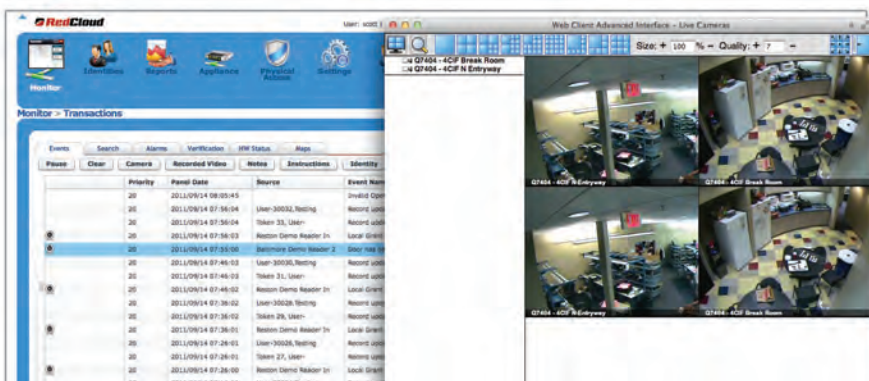 RedCloud
User: scott
Web Client Advanced Interface - Live Cameras
Size: + 100 % - Quality: + 7 -
Monitor
Identities
Reports
Appliance
Physical Access
Settings
Q7404 - 4CIF Break Room
Q7404 - 4CIF N Entryway
Monitor > Transactions
Events Search Alarms Verification HW Status Maps
Pause Clear Camera Recorded Video Notes Instructions Identity
Priority Panel Date Source Event Nam
20 2011/09/14 08:05:45 Invalid Oper
20 2011/09/14 07:56:04 User-30032,Testing Record upd
20 2011/09/14 07:56:04 Token 33, User- Record upd
20 2011/09/14 07:56:03 Reston Demo Reader In Local Grant
20 2011/09/14 07:55:00 Baltimore Demo Reader 2 Door has
20 2011/09/14 07:46:03 User-30030,Testing Record upd
20 2011/09/14 07:46:03 Token 31, User- Record upd
20 2011/09/14 07:46:02 Reston Demo Reader In Local Grant
20 2011/09/14 07:36:02 User-30028,Testing Record upd
20 2011/09/14 07:36:02 Token 29, User- Record upd
20 2011/09/14 07:36:01 Reston Demo Reader In Local Grant
20 2011/09/14 07:26:01 User-30026,Testing Record upd
20 2011/09/14 07:26:01 Token 27, User- Record upd
20 2011/09/14 07:26:00 Reston Demo Reader In Local Grant
Q7404 - 4CIF N Entryway
Q7404 - 4CIF Break Room
Q7404 - 4CIF N Entryway
Q7404 - 4CIF Break Room